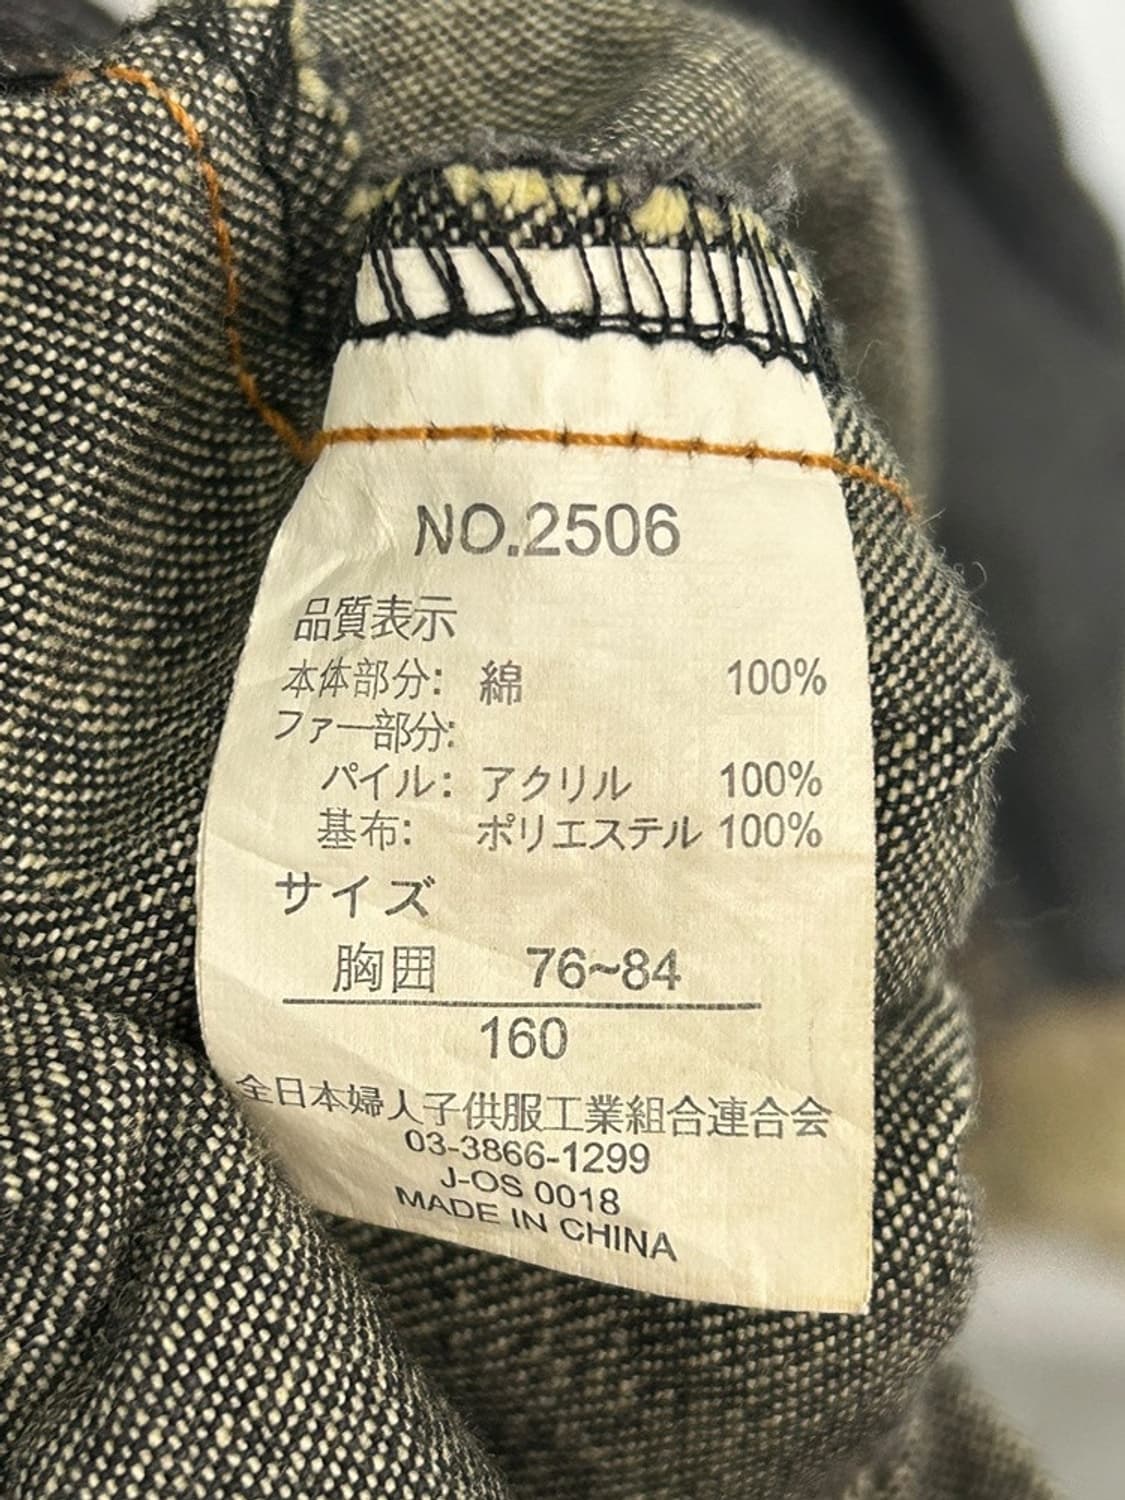 NO.2506
品質表示
本体部分: 綿 100%
ファー部分:
パイル: アクリル 100%
基布: ポリエステル 100%
サイズ
胸囲 76~84
160
全日本婦人子供服工業組合連合会
03-3866-1299
J-OS 0018
MADE IN CHINA